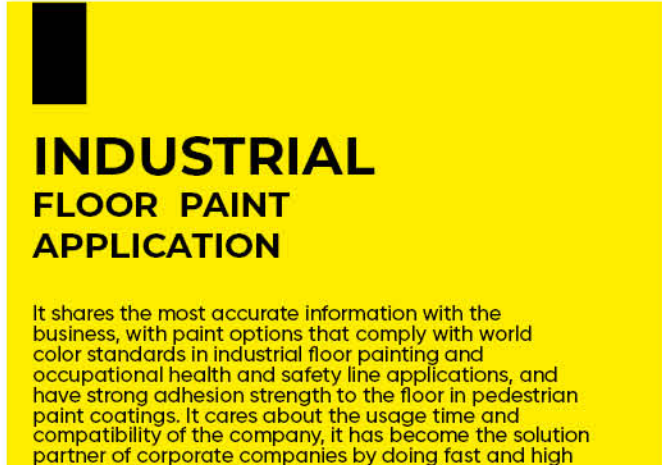 INDUSTRIAL
FLOOR PAINT
APPLICATION
It shares the most accurate information with the
business, with paint options that comply with world
color standards in industrial floor painting and
occupational health and safety line applications, and
have strong adhesion strength to the floor in pedestrian
paint coatings. It cares about the usage time and
compatibility of the company, it has become the solution
partner of corporate companies by doing fast and high